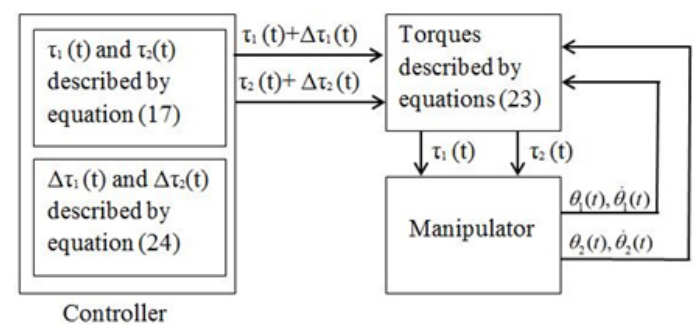 τ₁ (t) and τ₂(t)
described by
equation (17)
Δτ₁ (t) and Δτ₂(t)
described by
equation (24)
Controller
τ₁ (t)+Δτ₁(t)
τ₂ (t)+ Δτ₂(t)
Torques
described by
equations (23)
τ₁ (t)
τ₂ (t)
Manipulator
θ₁(t), θ̇₁(t)
θ₂(t), θ̇₂(t)